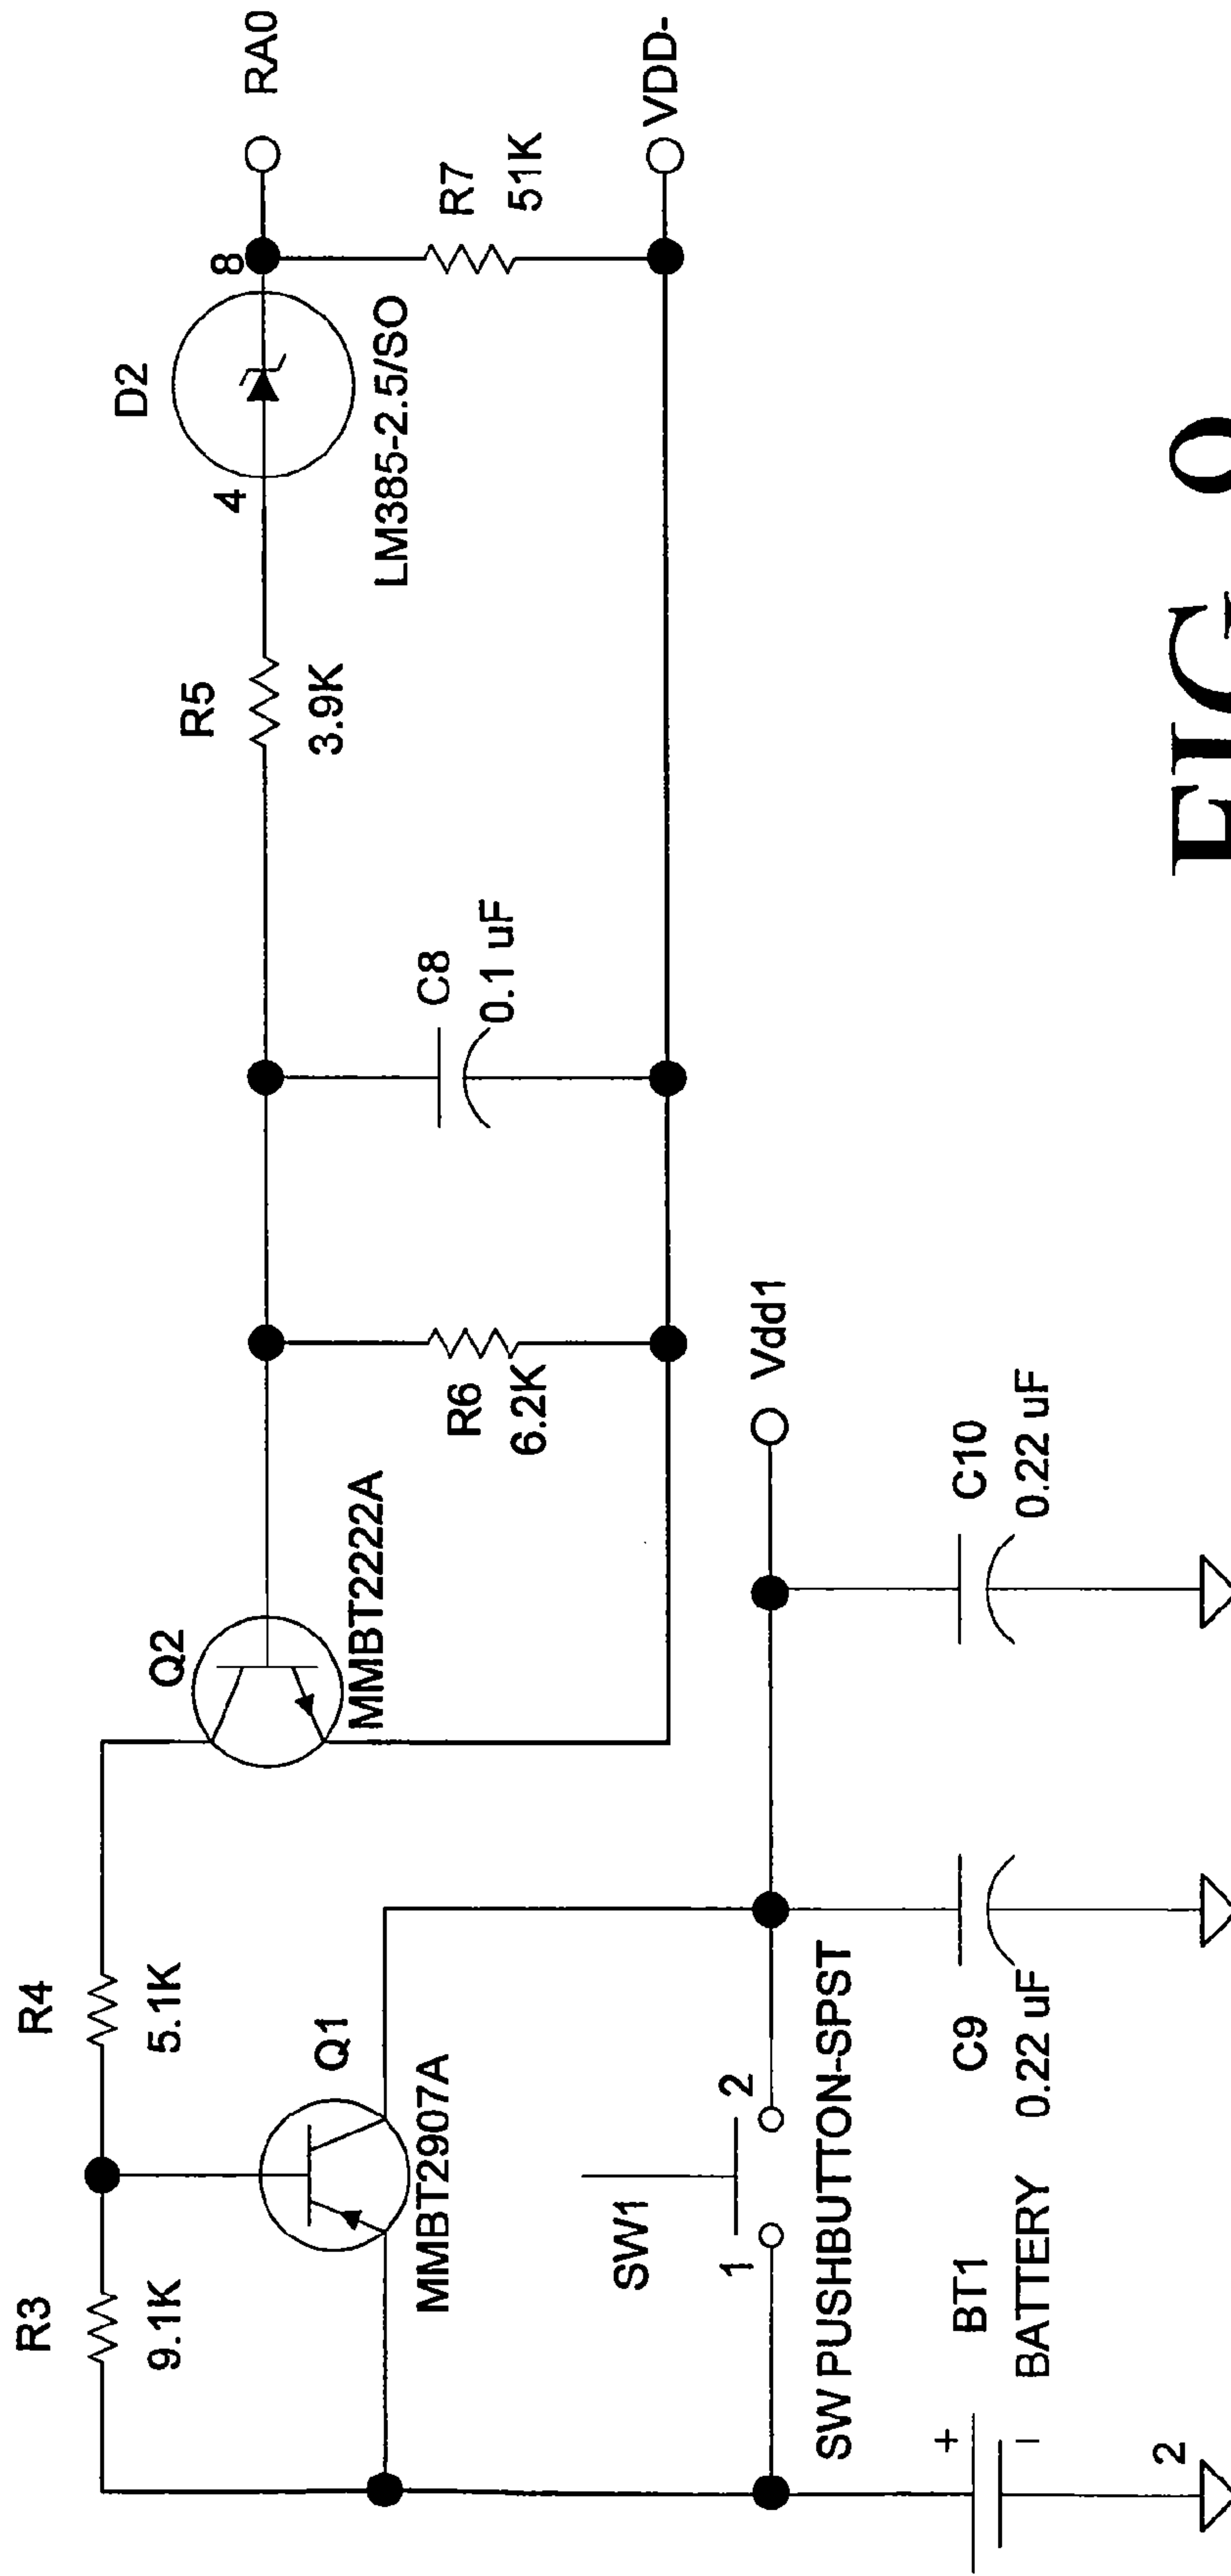 R3
9.1K
R4
5.1K
Q1
MMBT2907A
Q2
MMBT2222A
R6
6.2K
C8
0.1 uF
R5
3.9K
D2
4
8
LM385-2.5/SO
R7
51K
RA0
VDD-
SW1
1
2
SW PUSHBUTTON-SPST
Vdd1
BT1
BATTERY
+
–
2
C9
0.22 uF
C10
0.22 uF
FIG